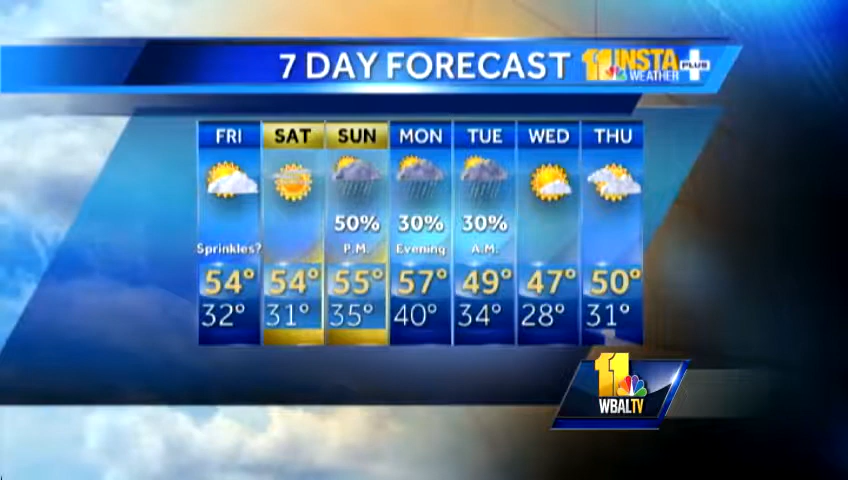 7 DAY FORECAST 11 INSTA WEATHER PLUS
FRI SAT SUN MON TUE WED THU
50% 30% 30%
Sprinkles? P.M. Evening A.M.
54° 54° 55° 57° 49° 47° 50°
32° 31° 35° 40° 34° 28° 31°
11
WBALTV